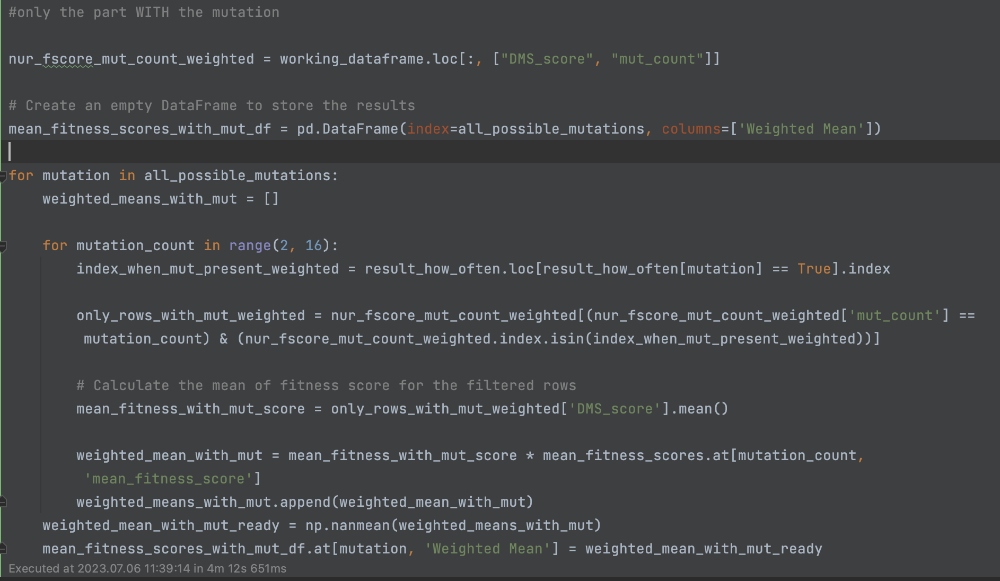 #only the part WITH the mutation
nur_fscore_mut_count_weighted = working_dataframe.loc[:, ["DMS_score", "mut_count"]]
# Create an empty DataFrame to store the results
mean_fitness_scores_with_mut_df = pd.DataFrame(index=all_possible_mutations, columns=['Weighted Mean'])
for mutation in all_possible_mutations:
    weighted_means_with_mut = []
    for mutation_count in range(2, 16):
        index_when_mut_present_weighted = result_how_often.loc[result_how_often[mutation] == True].index
        only_rows_with_mut_weighted = nur_fscore_mut_count_weighted[(nur_fscore_mut_count_weighted['mut_count'] ==
         mutation_count) & (nur_fscore_mut_count_weighted.index.isin(index_when_mut_present_weighted))]
        # Calculate the mean of fitness score for the filtered rows
        mean_fitness_with_mut_score = only_rows_with_mut_weighted['DMS_score'].mean()
        weighted_mean_with_mut = mean_fitness_with_mut_score * mean_fitness_scores.at[mutation_count,
         'mean_fitness_score']
        weighted_means_with_mut.append(weighted_mean_with_mut)
    weighted_mean_with_mut_ready = np.nanmean(weighted_means_with_mut)
    mean_fitness_scores_with_mut_df.at[mutation, 'Weighted Mean'] = weighted_mean_with_mut_ready
Executed at 2023.07.06 11:39:14 in 4m 12s 651ms